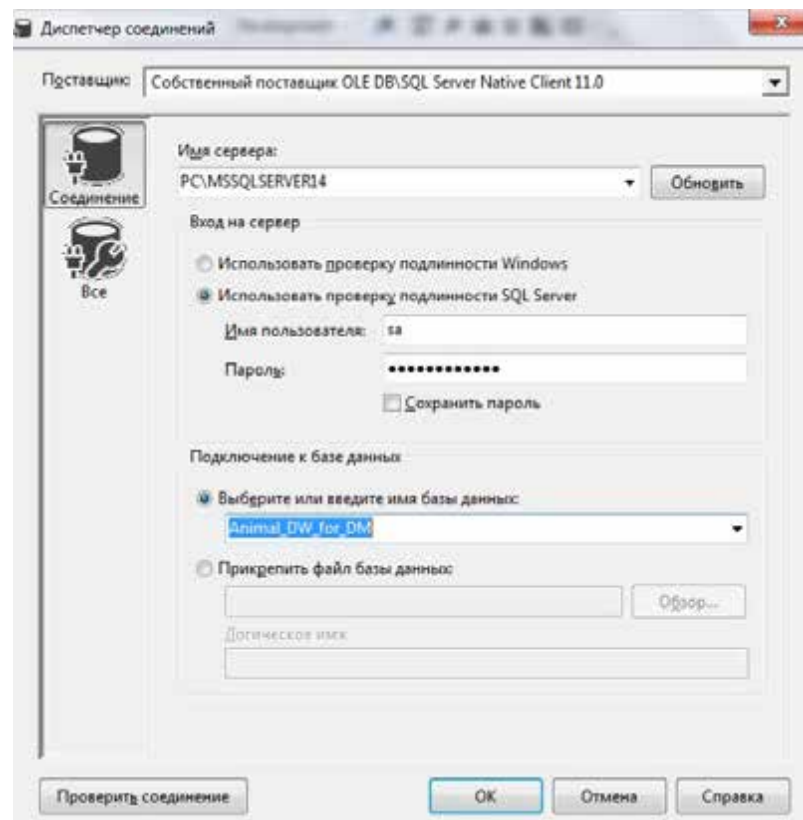 Диспетчер соединений
Поставщик: Собственный поставщик OLE DB\SQL Server Native Client 11.0
Соединение
Все
Имя сервера:
PC\MSSQLSERVER14
Обновить
Вход на сервер
Использовать проверку подлинности Windows
Использовать проверку подлинности SQL Server
Имя пользователя: sa
Пароль: ••••••••••••
Сохранить пароль
Подключение к базе данных
Выберите или введите имя базы данных:
Animal_DW_for_DM
Прикрепить файл базы данных:
Обзор...
Логическое имя:
Проверить соединение
ОК
Отмена
Справка